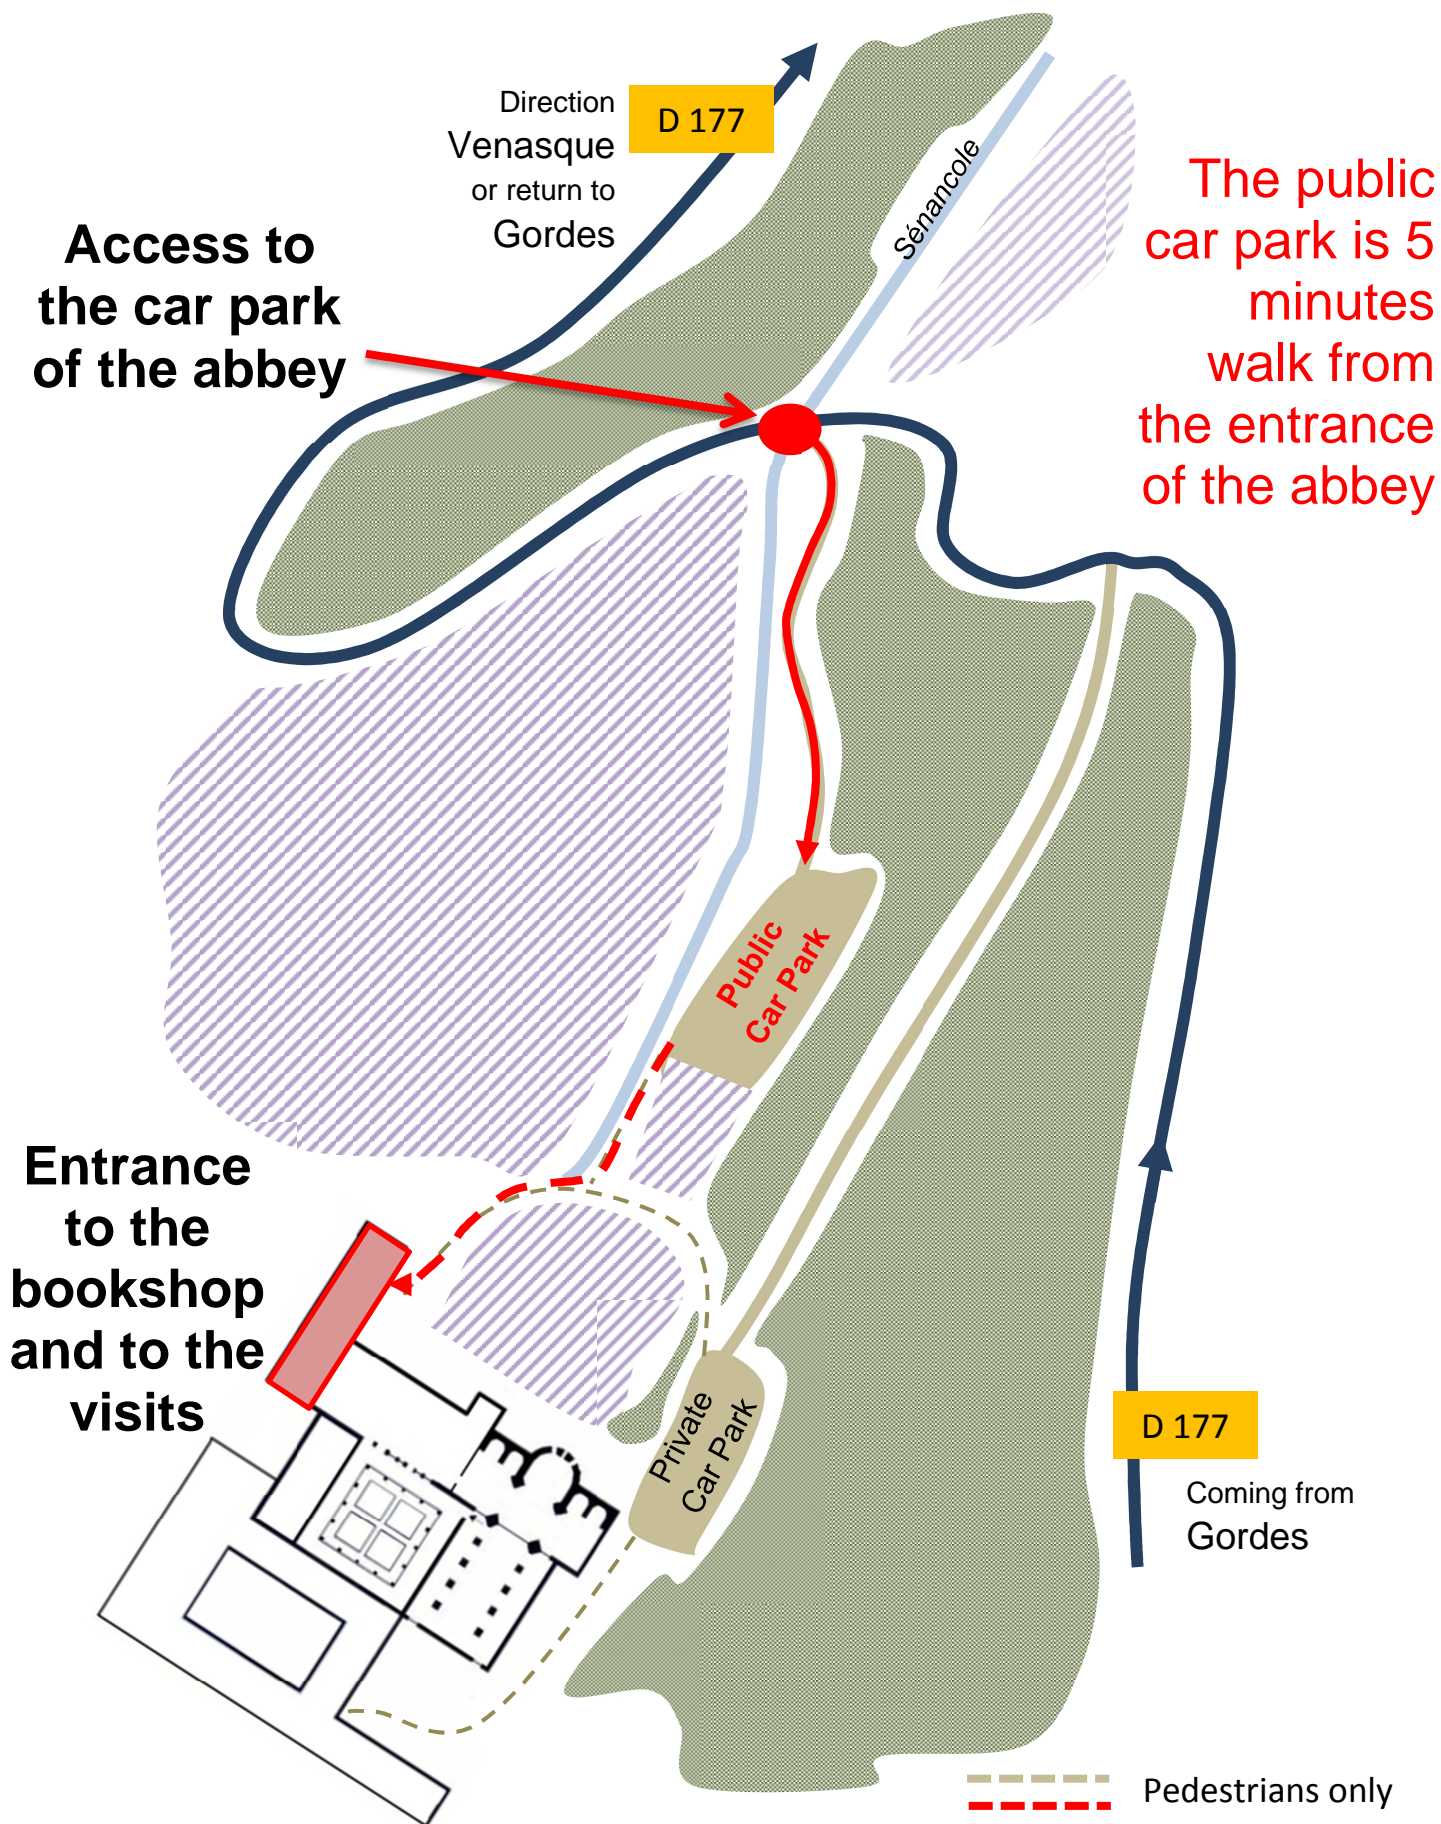 Direction
Venasque
or return to
Gordes
D 177
Sénancole
Access to
the car park
of the abbey
The public
car park is 5
minutes
walk from
the entrance
of the abbey
Public
Car Park
Entrance
to the
bookshop
and to the
visits
Private
Car Park
D 177
Coming from
Gordes
Pedestrians only